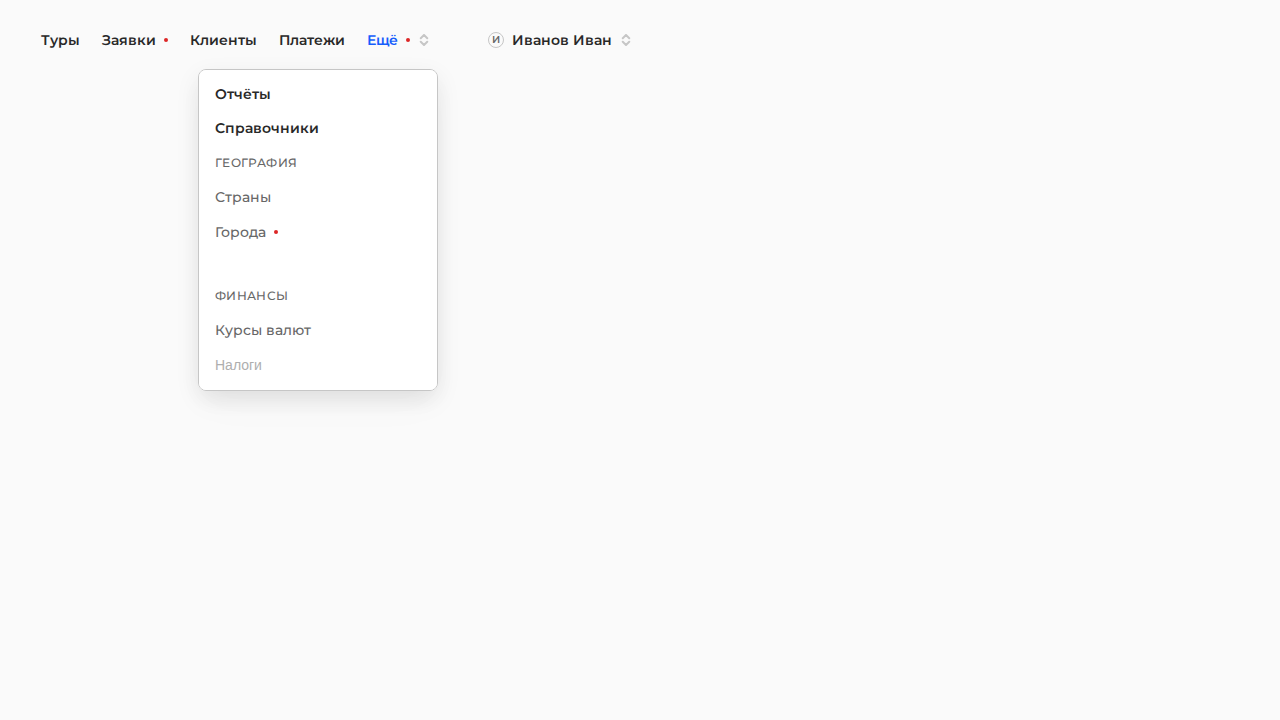 Туры Заявки Клиенты Платежи Ещё И Иванов Иван
Отчёты
Справочники
ГЕОГРАФИЯ
Страны
Города
ФИНАНСЫ
Курсы валют
Налоги